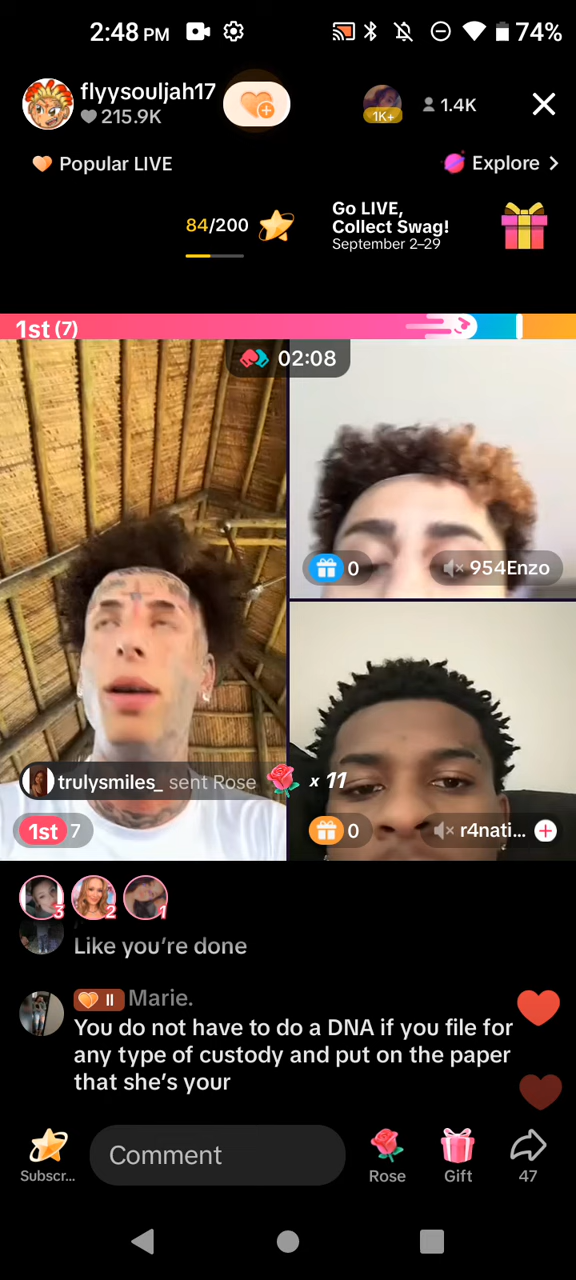 2:48 PM
74%
flyysouljah17
215.9K
1K+
1.4K
Popular LIVE
Explore >
84/200
Go LIVE,
Collect Swag!
September 2–29
1st (7)
02:08
0
954Enzo
trulysmiles_ sent Rose x 11
1st 7
0
r4nati...
3 2 1
Like you're done
II Marie.
You do not have to do a DNA if you file for
any type of custody and put on the paper
that she's your
Subscr...
Comment
Rose
Gift
47